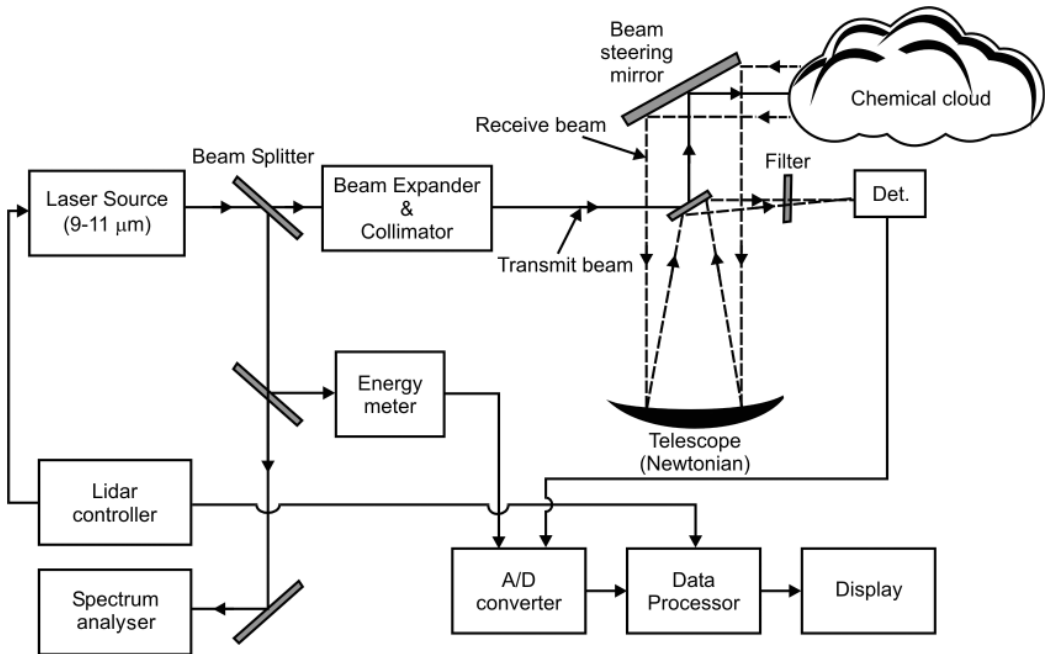 Beam
steering
mirror
Chemical cloud
Receive beam
Beam Splitter
Filter
Laser Source
(9-11 μm)
Beam Expander
&
Collimator
Det.
Transmit beam
Energy
meter
Telescope
(Newtonian)
Lidar
controller
A/D
converter
Data
Processor
Display
Spectrum
analyser